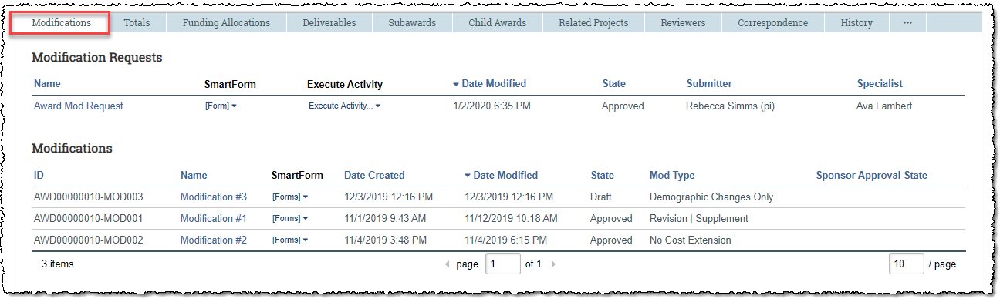 Modifications Totals Funding Allocations Deliverables Subawards Child Awards Related Projects Reviewers Correspondence History ...
Modification Requests
Name SmartForm Execute Activity Date Modified State Submitter Specialist
Award Mod Request [Form] Execute Activity... 1/2/2020 6:35 PM Approved Rebecca Simms (pi) Ava Lambert
Modifications
ID Name SmartForm Date Created Date Modified State Mod Type Sponsor Approval State
AWD00000010-MOD003 Modification #3 [Forms] 12/3/2019 12:16 PM 12/3/2019 12:16 PM Draft Demographic Changes Only
AWD00000010-MOD001 Modification #1 [Forms] 11/1/2019 9:43 AM 11/12/2019 10:18 AM Approved Revision | Supplement
AWD00000010-MOD002 Modification #2 [Forms] 11/4/2019 3:48 PM 11/4/2019 6:15 PM Approved No Cost Extension
3 items page 1 of 1 10 / page